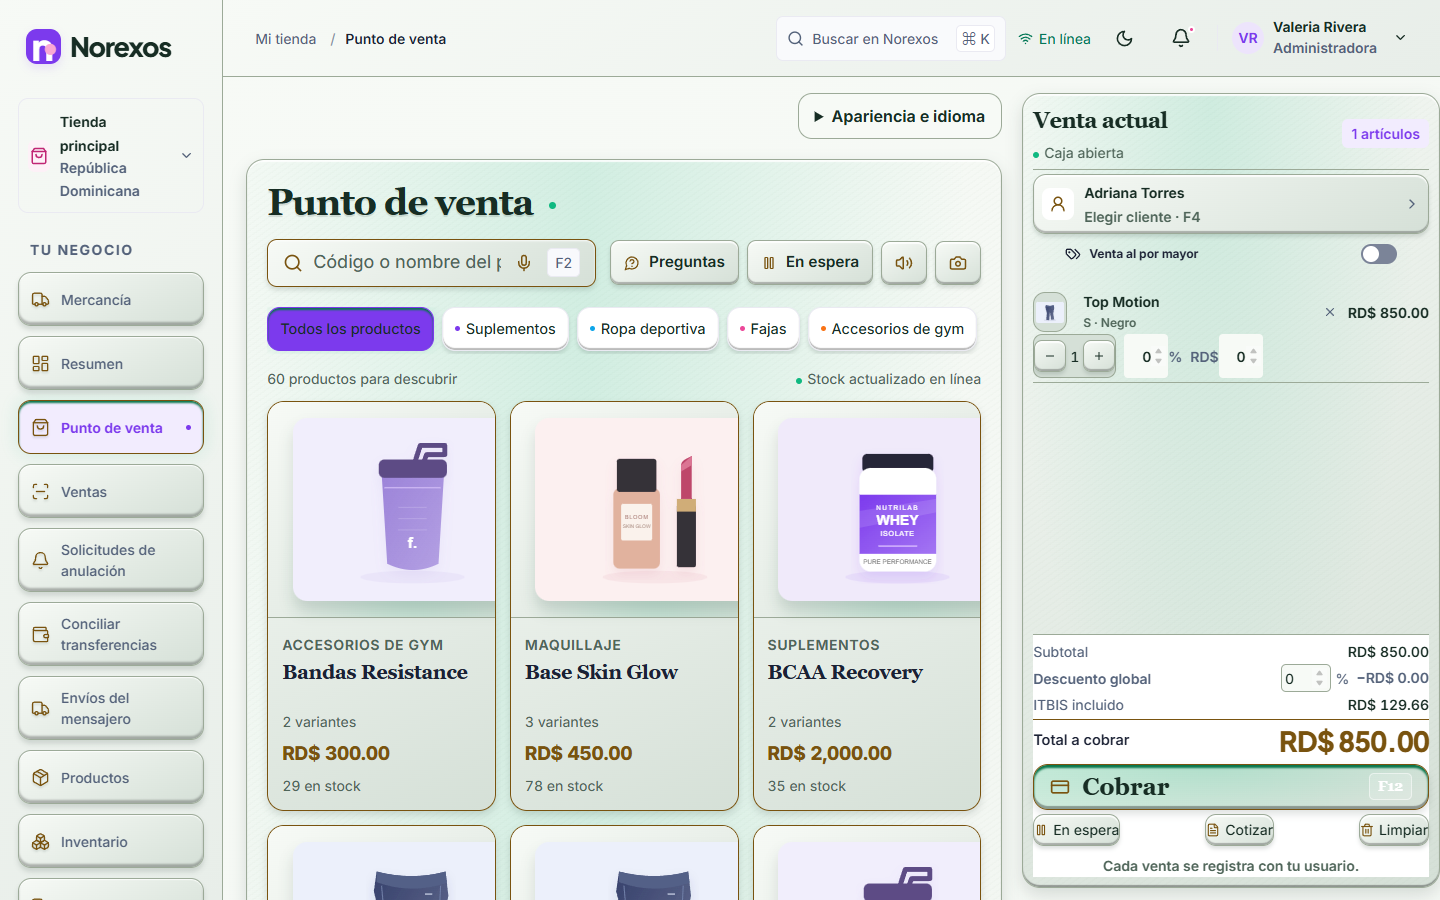 Norexos
Mi tienda / Punto de venta
Buscar en Norexos ⌘ K
En línea
VR
Valeria Rivera
Administradora
Tienda
principal
República
Dominicana
TU NEGOCIO
Mercancía
Resumen
Punto de venta
Ventas
Solicitudes de
anulación
Conciliar
transferencias
Envíos del
mensajero
Productos
Inventario
Apariencia e idioma
Punto de venta
Código o nombre del p
F2
Preguntas
En espera
Todos los productos
Suplementos
Ropa deportiva
Fajas
Accesorios de gym
60 productos para descubrir
Stock actualizado en línea
f.
ACCESORIOS DE GYM
Bandas Resistance
2 variantes
RD$ 300.00
29 en stock
BLOOM
SKIN GLOW
MAQUILLAJE
Base Skin Glow
3 variantes
RD$ 450.00
78 en stock
NUTRILAB
WHEY
ISOLATE
PURE PERFORMANCE
SUPLEMENTOS
BCAA Recovery
2 variantes
RD$ 2,000.00
35 en stock
Venta actual
Caja abierta
1 artículos
Adriana Torres
Elegir cliente · F4
Venta al por mayor
Top Motion
S · Negro
× RD$ 850.00
− 1 + 0 % RD$ 0
Subtotal RD$ 850.00
Descuento global 0 % −RD$ 0.00
ITBIS incluido RD$ 129.66
Total a cobrar RD$ 850.00
Cobrar F12
En espera
Cotizar
Limpiar
Cada venta se registra con tu usuario.